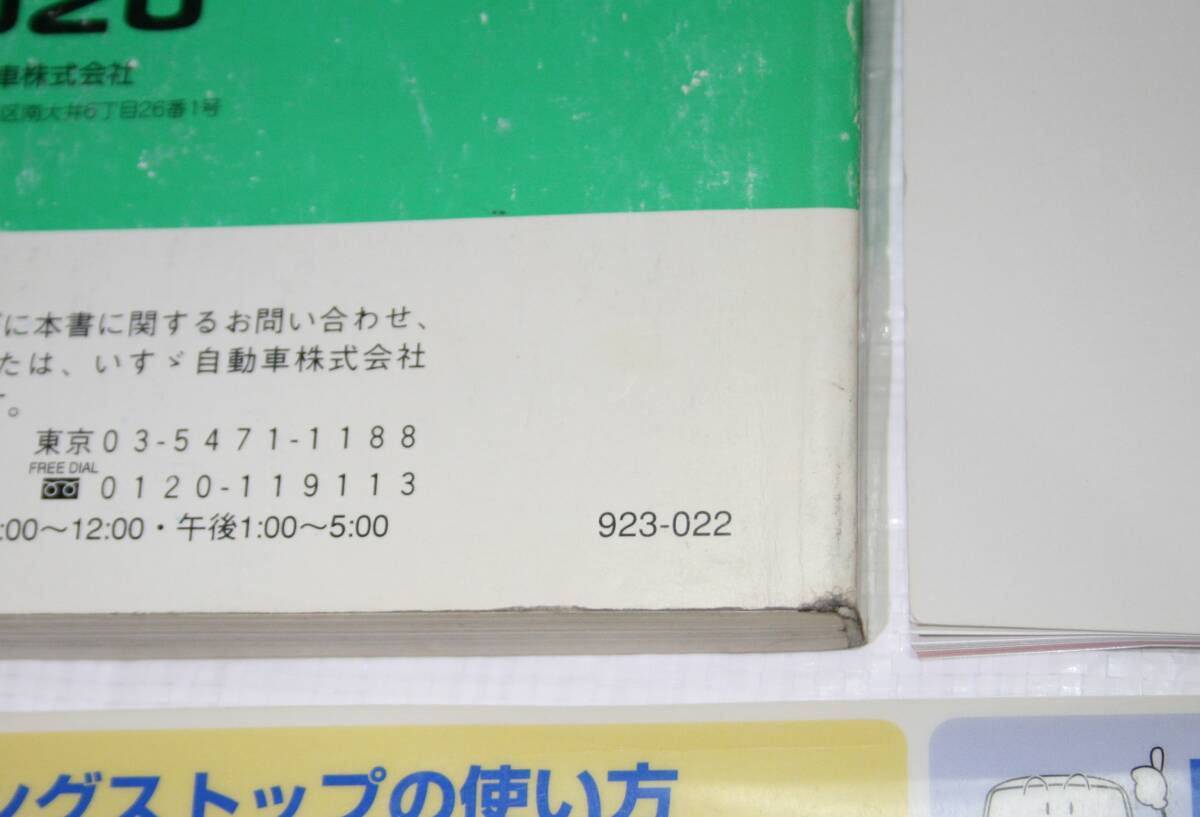 車株式会社
区南大井6丁目26番1号
に本書に関するお問い合わせ、
たは、いすゞ自動車株式会社
す。
東京03-5471-1188
FREE DIAL
0120-119113
:00～12:00・午後1:00～5:00
923-022
ングストップの使い方